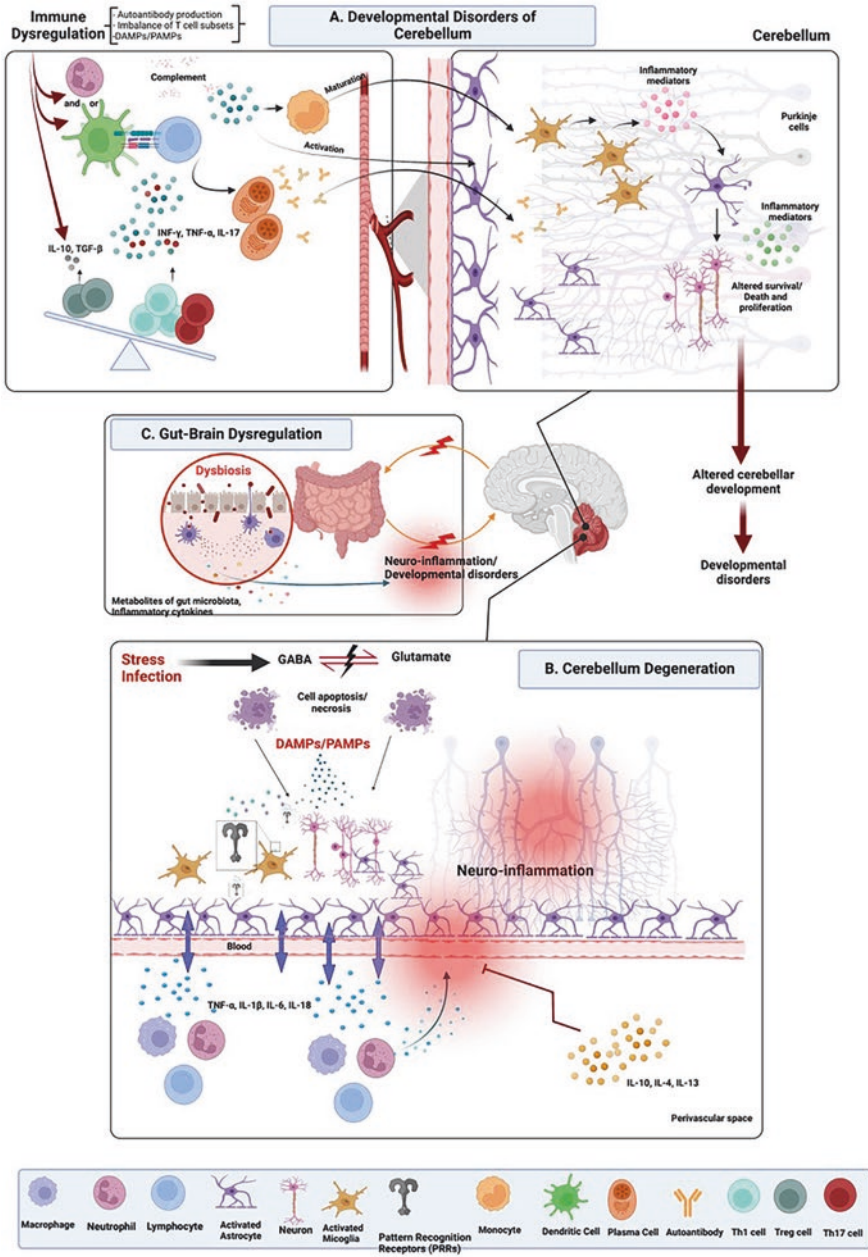 Immune
Dysregulation
- Autoantibody production
- Imbalance of T cell subsets
-DAMPs/PAMPs
A. Developmental Disorders of
Cerebellum
Cerebellum
and or
Complement
Maturation
Activation
IL-10, TGF-β
INF-γ, TNF-α, IL-17
Inflammatory
mediators
Purkinje
cells
Inflammatory
mediators
Altered survival/
Death and
proliferation
Altered cerebellar
development
Developmental
disorders
C. Gut-Brain Dysregulation
Dysbiosis
Neuro-inflammation/
Developmental disorders
Metabolites of gut microbiota,
Inflammatory cytokines
B. Cerebellum Degeneration
Stress
Infection
GABA
Glutamate
Cell apoptosis/
necrosis
DAMPs/PAMPs
Neuro-inflammation
Blood
TNF-α, IL-1β, IL-6, IL-18
IL-10, IL-4, IL-13
Perivascular space
Macrophage
Neutrophil
Lymphocyte
Activated
Astrocyte
Neuron
Activated
Micoglia
Pattern Recognition
Receptors (PRRs)
Monocyte
Dendritic Cell
Plasma Cell
Autoantibody
Th1 cell
Treg cell
Th17 cell